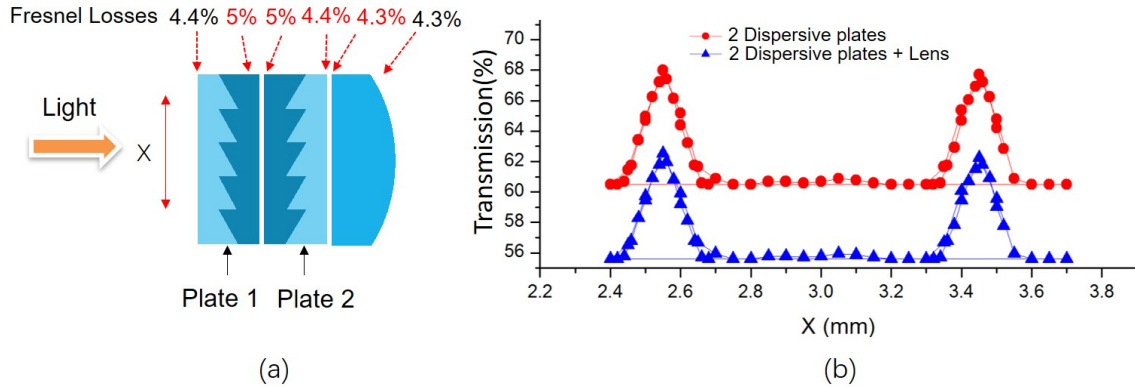 Fresnel Losses 4.4% 5% 5% 4.4% 4.3% 4.3%
Light
X
Plate 1 Plate 2
(a)
2 Dispersive plates
2 Dispersive plates + Lens
Transmission(%)
70
68
66
64
62
60
58
56
2.2 2.4 2.6 2.8 3.0 3.2 3.4 3.6 3.8
X (mm)
(b)